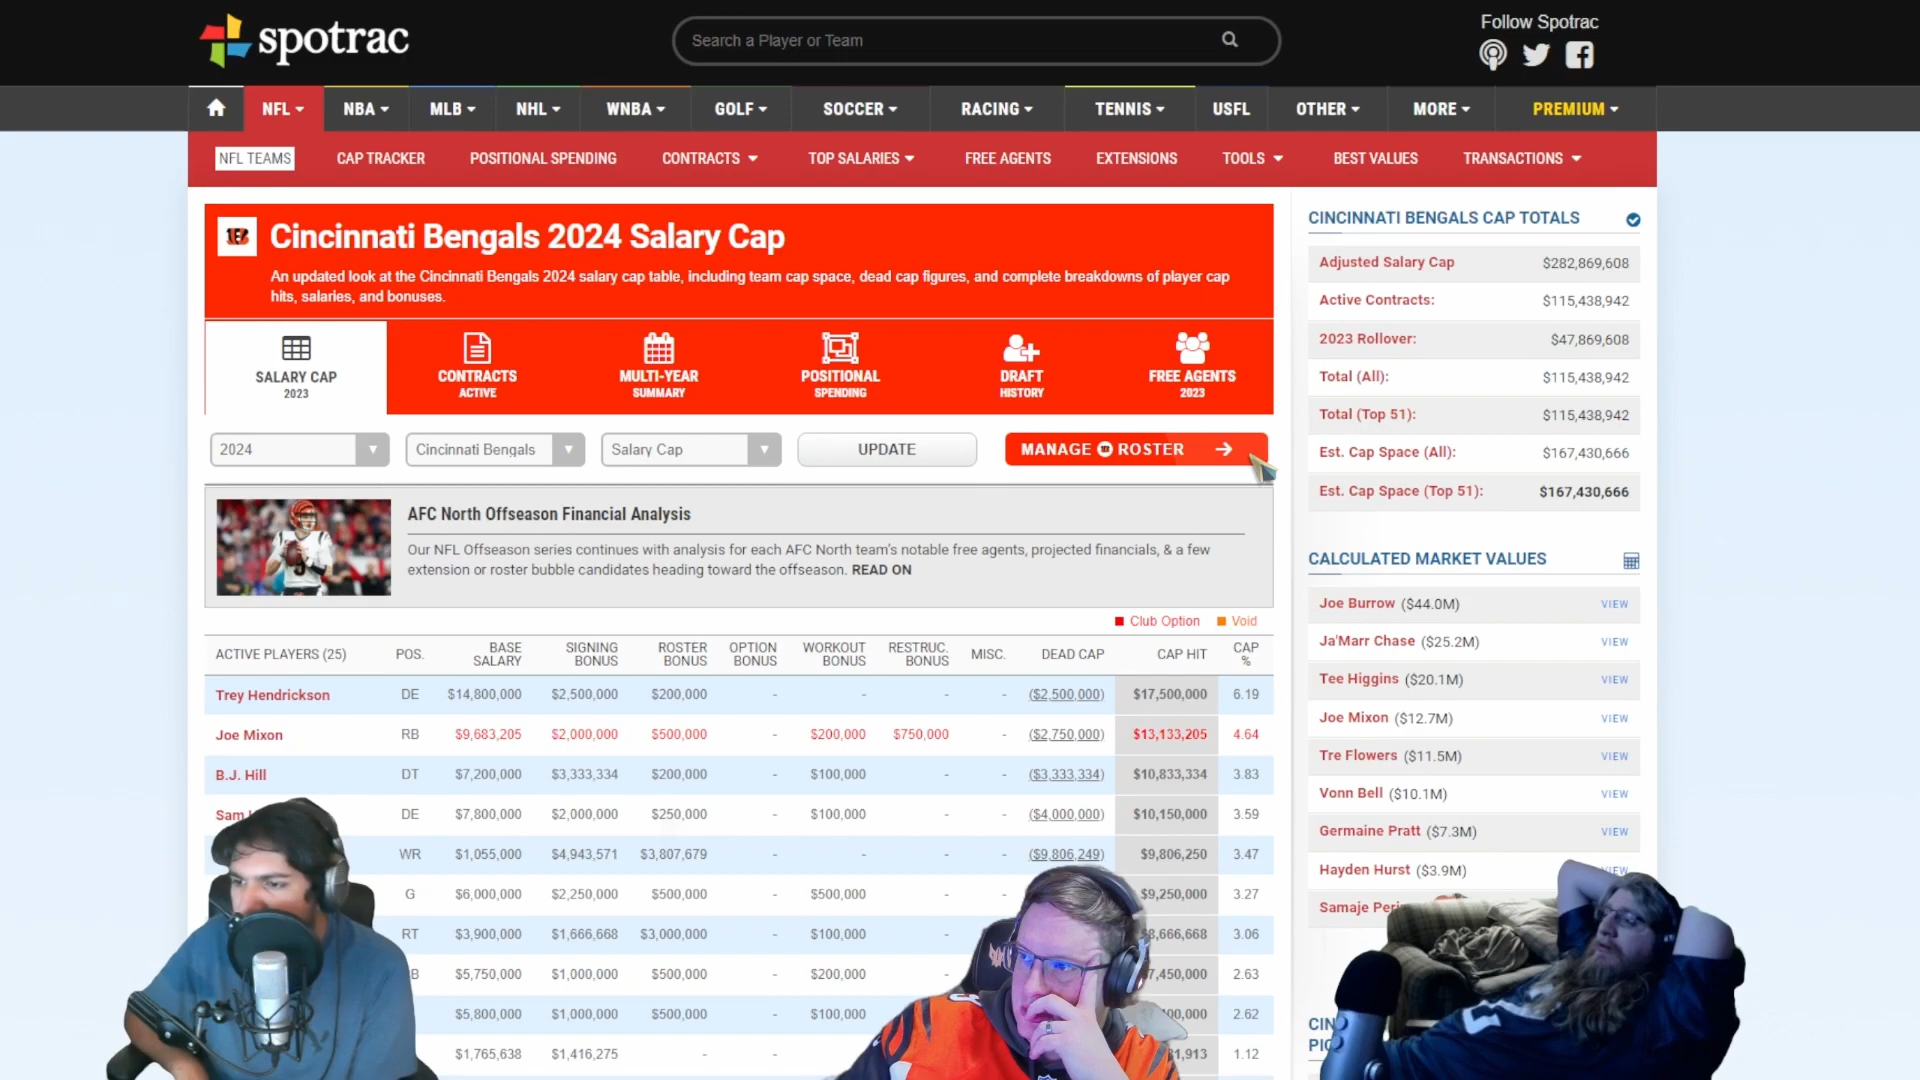 spotrac
Search a Player or Team
Follow Spotrac
NFL NBA MLB NHL WNBA GOLF SOCCER RACING TENNIS USFL OTHER MORE PREMIUM
NFL TEAMS CAP TRACKER POSITIONAL SPENDING CONTRACTS TOP SALARIES FREE AGENTS EXTENSIONS TOOLS BEST VALUES TRANSACTIONS
Cincinnati Bengals 2024 Salary Cap
An updated look at the Cincinnati Bengals 2024 salary cap table, including team cap space, dead cap figures, and complete breakdowns of player cap
hits, salaries, and bonuses.
SALARY CAP
2023
CONTRACTS
ACTIVE
MULTI-YEAR
SUMMARY
POSITIONAL
SPENDING
DRAFT
HISTORY
FREE AGENTS
2023
2024 Cincinnati Bengals Salary Cap UPDATE MANAGE ROSTER
AFC North Offseason Financial Analysis
Our NFL Offseason series continues with analysis for each AFC North team's notable free agents, projected financials, & a few
extension or roster bubble candidates heading toward the offseason. READ ON
Club Option Void
ACTIVE PLAYERS (25) POS. BASE SALARY SIGNING BONUS ROSTER BONUS OPTION BONUS WORKOUT BONUS RESTRUC. BONUS MISC. DEAD CAP CAP HIT CAP %
Trey Hendrickson DE $14,800,000 $2,500,000 $200,000 - - - - ($2,500,000) $17,500,000 6.19
Joe Mixon RB $9,683,205 $2,000,000 $500,000 - $200,000 $750,000 - ($2,750,000) $13,133,205 4.64
B.J. Hill DT $7,200,000 $3,333,334 $200,000 - $100,000 - - ($3,333,334) $10,833,334 3.83
Sam DE $7,800,000 $2,000,000 $250,000 - $100,000 - - ($4,000,000) $10,150,000 3.59
WR $1,055,000 $4,943,571 $3,807,679 - - - - ($9,806,249) $9,806,250 3.47
G $6,000,000 $2,250,000 $500,000 - $500,000 - $9,250,000 3.27
RT $3,900,000 $1,666,668 $3,000,000 - $100,000 - 8,666,668 3.06
B $5,750,000 $1,000,000 $500,000 - $200,000 - 7,450,000 2.63
$5,800,000 $1,000,000 $500,000 - $100,000 00,000 2.62
$1,765,638 $1,416,275 - - 1,913 1.12
CINCINNATI BENGALS CAP TOTALS
Adjusted Salary Cap $282,869,608
Active Contracts: $115,438,942
2023 Rollover: $47,869,608
Total (All): $115,438,942
Total (Top 51): $115,438,942
Est. Cap Space (All): $167,430,666
Est. Cap Space (Top 51): $167,430,666
CALCULATED MARKET VALUES
Joe Burrow ($44.0M) VIEW
Ja'Marr Chase ($25.2M) VIEW
Tee Higgins ($20.1M) VIEW
Joe Mixon ($12.7M) VIEW
Tre Flowers ($11.5M) VIEW
Vonn Bell ($10.1M) VIEW
Germaine Pratt ($7.3M) VIEW
Hayden Hurst ($3.9M) VIEW
Samaje Peri
CIN
PIC